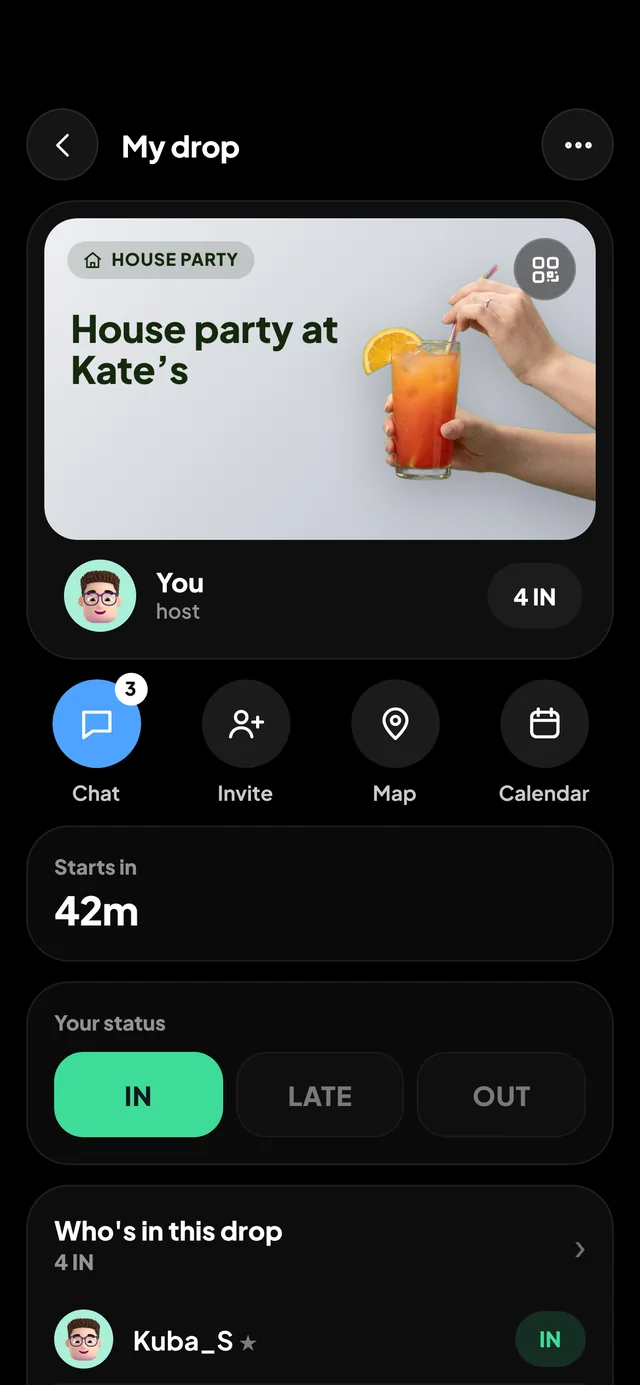 My drop
HOUSE PARTY
House party at
Kate’s
You
host
4 IN
3
Chat
Invite
Map
Calendar
Starts in
42m
Your status
IN
LATE
OUT
Who's in this drop
4 IN
Kuba_S
IN